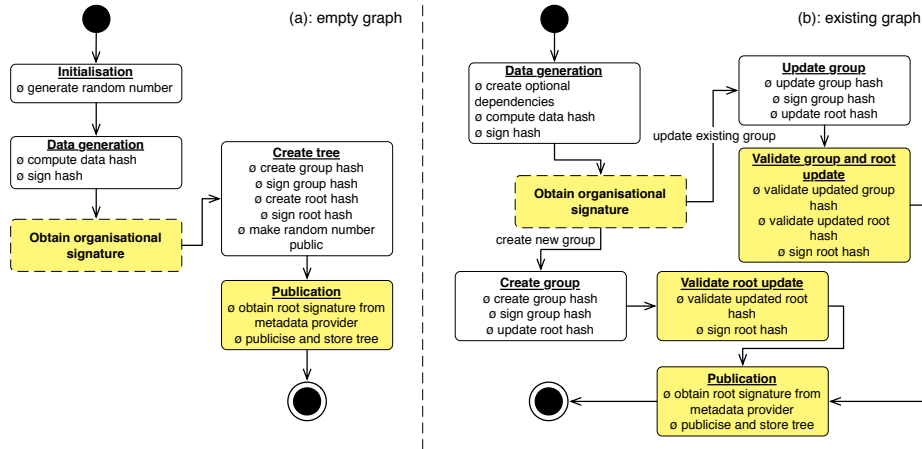 (a): empty graph
Initialisation
ø generate random number
Data generation
ø compute data hash
ø sign hash
Obtain organisational
signature
Create tree
ø create group hash
ø sign group hash
ø create root hash
ø sign root hash
ø make random number
public
Publication
ø obtain root signature from
metadata provider
ø publicise and store tree
(b): existing graph
Data generation
ø create optional
dependencies
ø compute data hash
ø sign hash
Obtain organisational
signature
update existing group
Update group
ø update group hash
ø sign group hash
ø update root hash
Validate group and root
update
ø validate updated group
hash
ø validate updated root
hash
ø sign root hash
create new group
Create group
ø create group hash
ø sign group hash
ø update root hash
Validate root update
ø validate updated root
hash
ø sign root hash
Publication
ø obtain root signature from
metadata provider
ø publicise and store tree